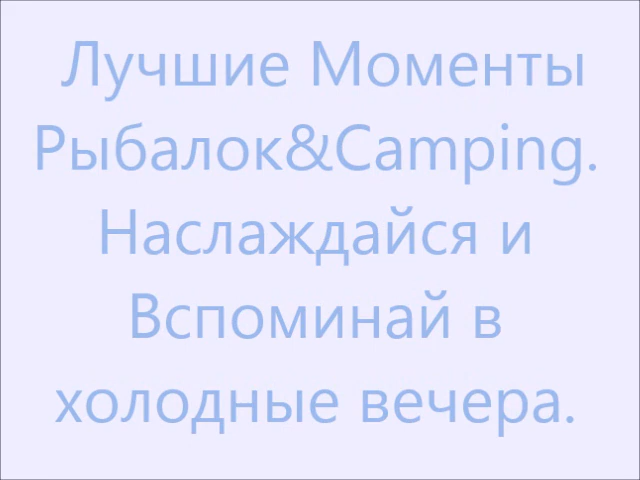 Лучшие Моменты
Рыбалок&Camping.
Наслаждайся и
Вспоминай в
холодные вечера.